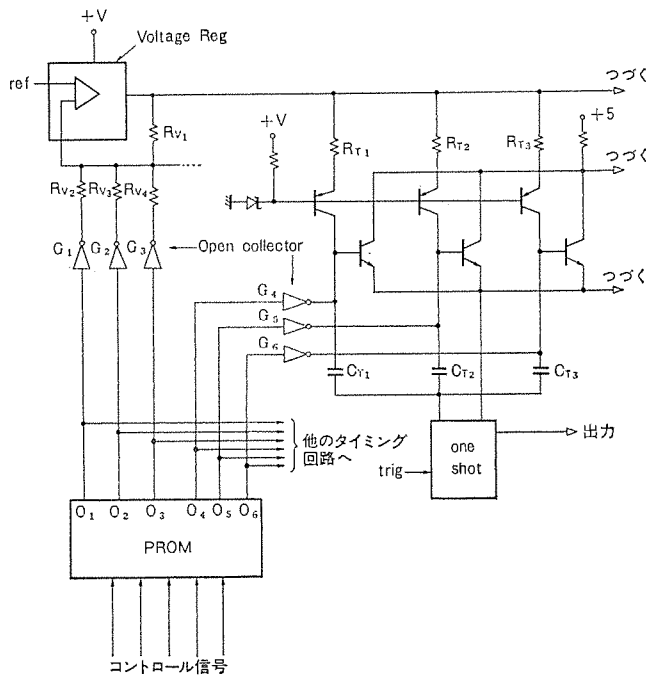 +V
Voltage Reg
ref
つづく
+5
+V
RV1
RT1
RT2
RT3
つづく
RV2
RV3
RV4
G1
G2
G3
Open collector
G4
つづく
G5
G6
CT1
CT2
CT3
他のタイミング
回路へ
one
shot
出力
trig
O1 O2 O3 O4 O5 O6
PROM
コントロール信号